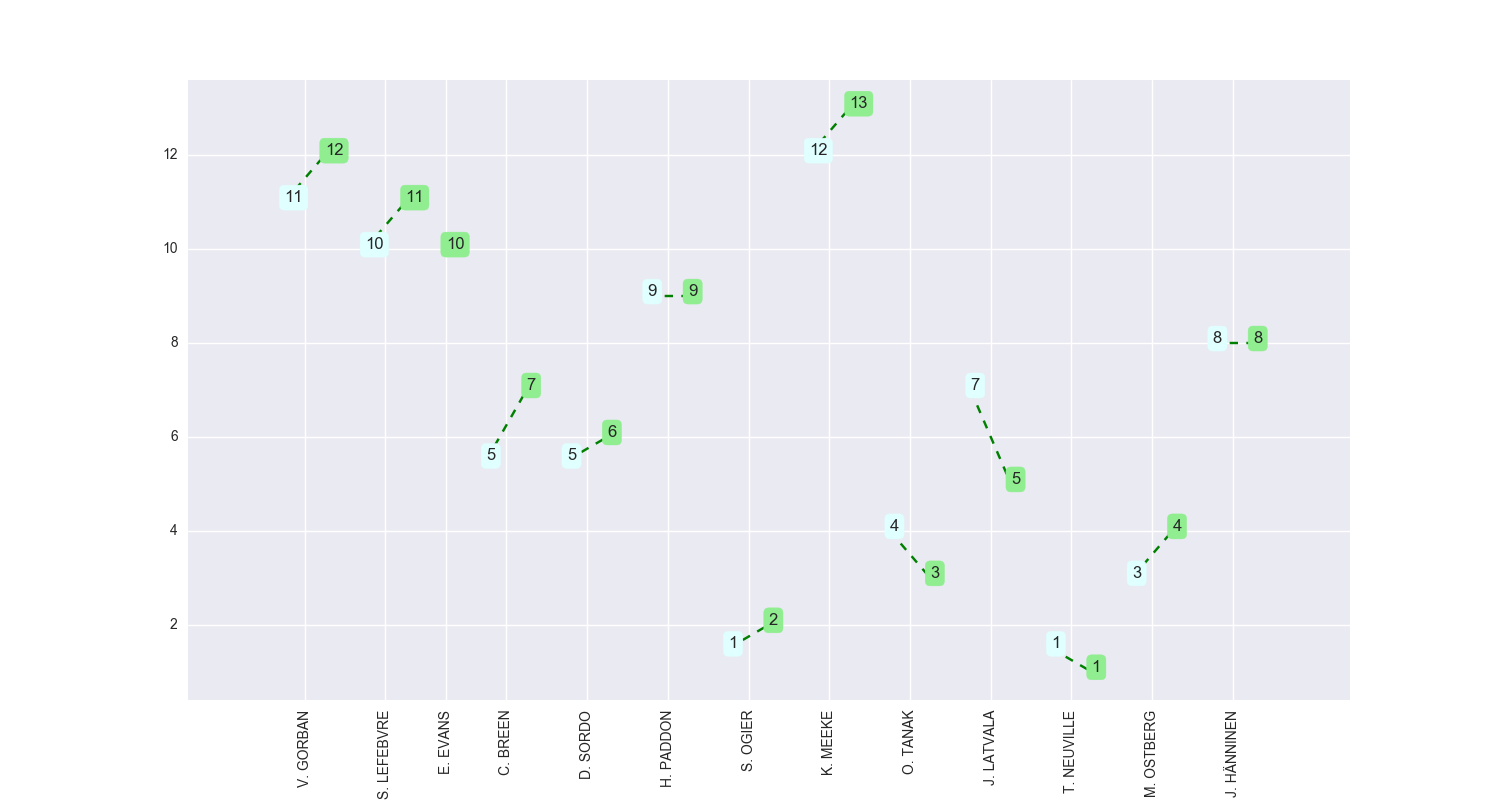 13
12
12
12
11
11
10
10
10
9
9
8
8
8
7
7
6
6
5
5
5
4
4
4
3
3
2
2
1
1
1
V. GORBAN
S. LEFEBVRE
E. EVANS
C. BREEN
D. SORDO
H. PADDON
S. OGIER
K. MEEKE
O. TANAK
J. LATVALA
T. NEUVILLE
M. OSTBERG
J. HÄNNINEN